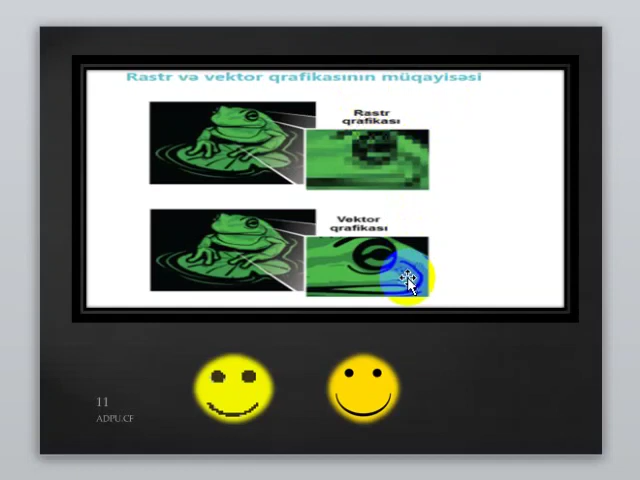 Rastr və vektor qrafikasının müqayisəsi
Rastr
qrafikası
Vektor
qrafikası
11
ADPU.CF